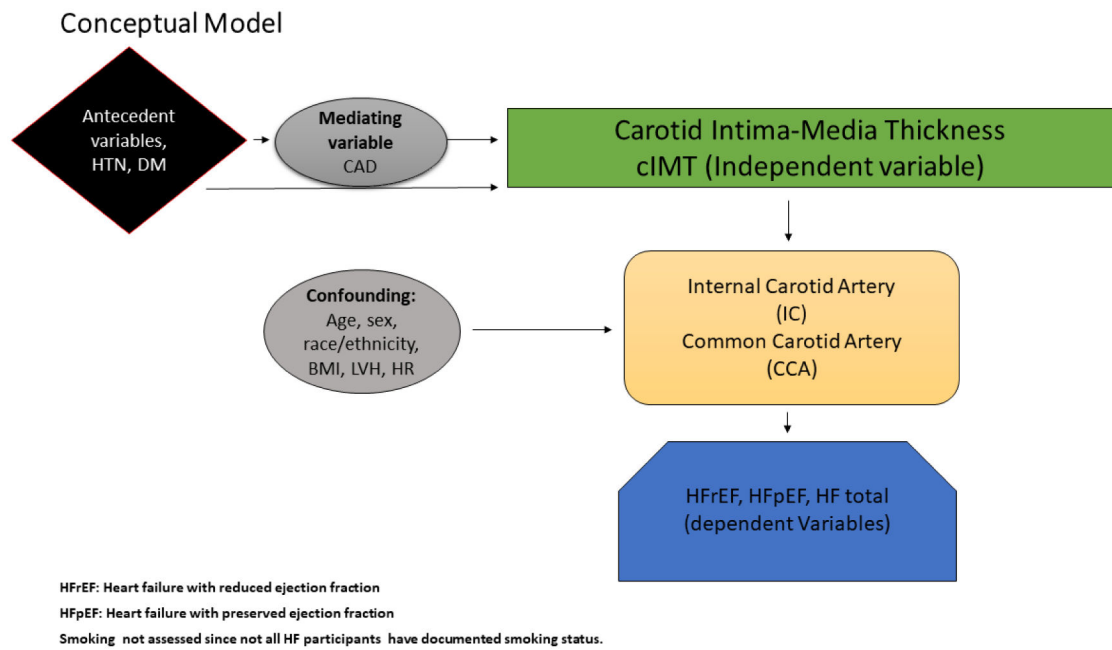 Conceptual Model
Antecedent
variables,
HTN, DM
Mediating
variable
CAD
Carotid Intima-Media Thickness
cIMT (Independent variable)
Confounding:
Age, sex,
race/ethnicity,
BMI, LVH, HR
Internal Carotid Artery
(IC)
Common Carotid Artery
(CCA)
HFrEF, HFpEF, HF total
(dependent Variables)
HFrEF: Heart failure with reduced ejection fraction
HFpEF: Heart failure with preserved ejection fraction
Smoking not assessed since not all HF participants have documented smoking status.